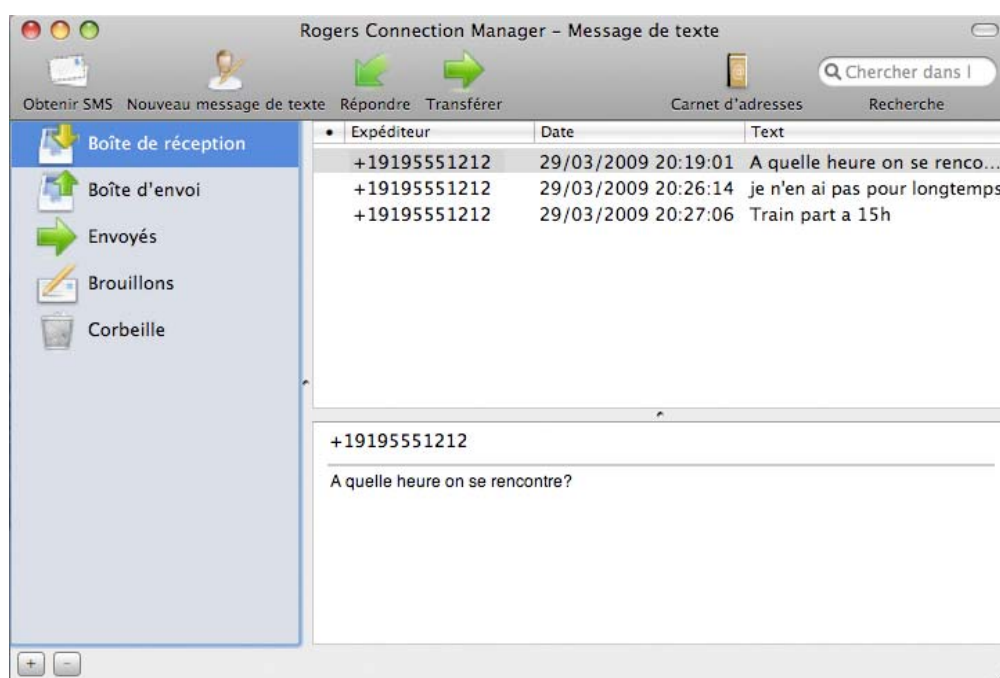 Rogers Connection Manager – Message de texte
Chercher dans l
Obtenir SMS Nouveau message de texte Répondre Transférer Carnet d'adresses Recherche
Boîte de réception
Boîte d'envoi
Envoyés
Brouillons
Corbeille
• Expéditeur Date Text
+19195551212 29/03/2009 20:19:01 A quelle heure on se renco...
+19195551212 29/03/2009 20:26:14 je n'en ai pas pour longtemps
+19195551212 29/03/2009 20:27:06 Train part a 15h
+19195551212
A quelle heure on se rencontre?
+ −